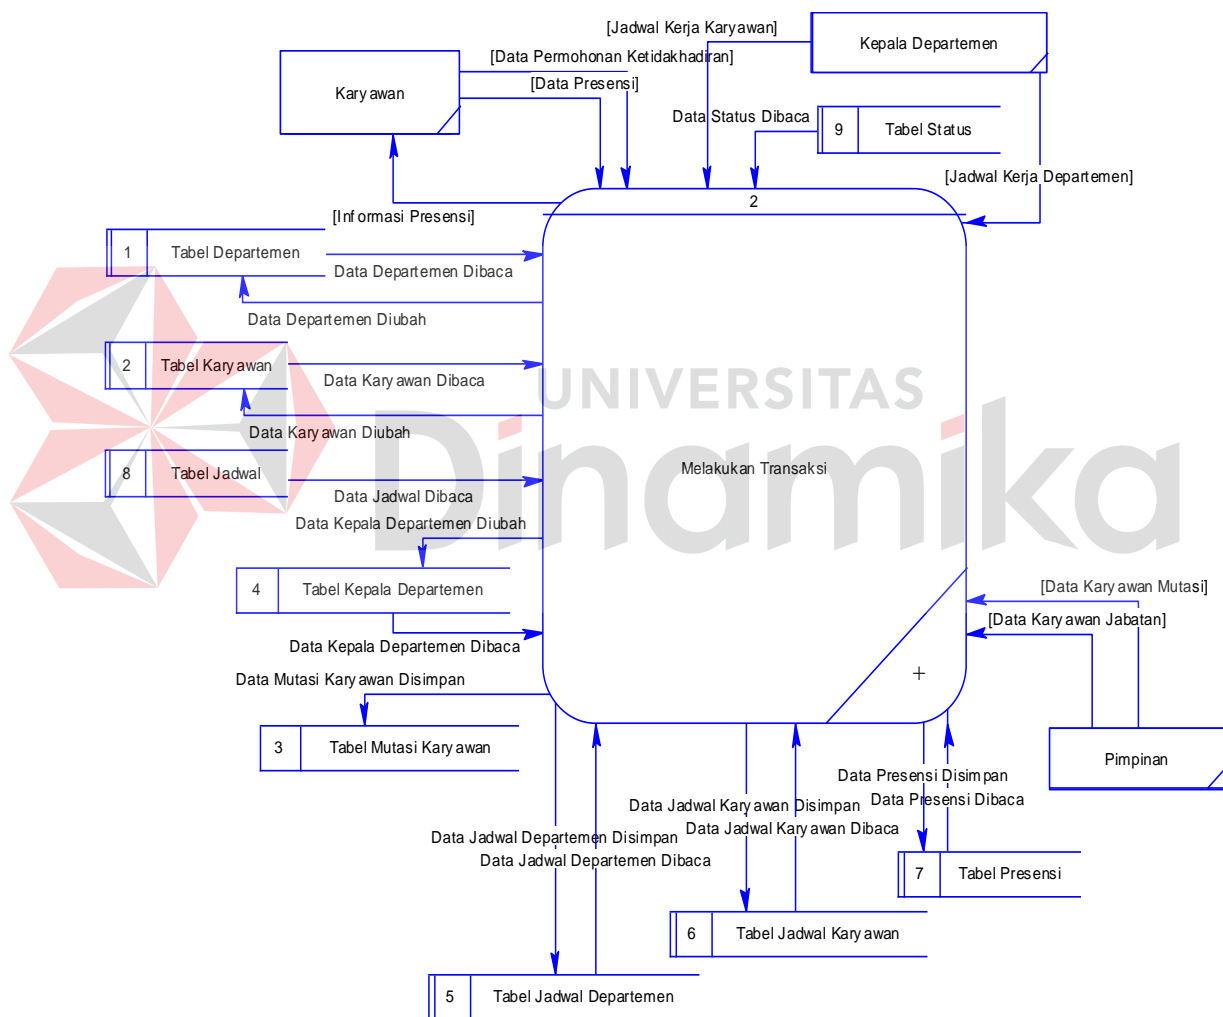 [Jadwal Kerja Karyawan]
Kepala Departemen
[Data Permohonan Ketidakhadiran]
[Data Presensi]
Karyawan
Data Status Dibaca
9 Tabel Status
[Jadwal Kerja Departemen]
2
[Informasi Presensi]
1 Tabel Departemen
Data Departemen Dibaca
Data Departemen Diubah
2 Tabel Karyawan
Data Karyawan Dibaca
UNIVERSITAS
Dinamika
Data Karyawan Diubah
Melakukan Transaksi
8 Tabel Jadwal
Data Jadwal Dibaca
Data Kepala Departemen Diubah
4 Tabel Kepala Departemen
[Data Karyawan Mutasi]
[Data Karyawan Jabatan]
Data Kepala Departemen Dibaca
+
Data Mutasi Karyawan Disimpan
3 Tabel Mutasi Karyawan
Pimpinan
Data Presensi Disimpan
Data Presensi Dibaca
Data Jadwal Karyawan Disimpan
Data Jadwal Karyawan Dibaca
Data Jadwal Departemen Disimpan
Data Jadwal Departemen Dibaca
7 Tabel Presensi
6 Tabel Jadwal Karyawan
5 Tabel Jadwal Departemen